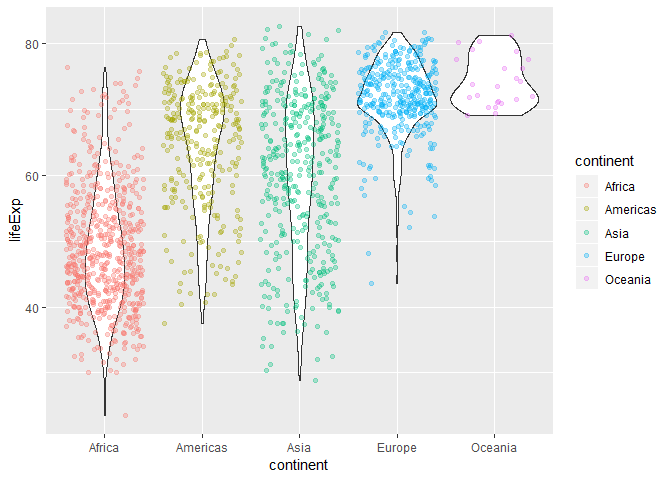 80
60
40
lifeExp
Africa Americas Asia Europe Oceania
continent
continent
Africa
Americas
Asia
Europe
Oceania